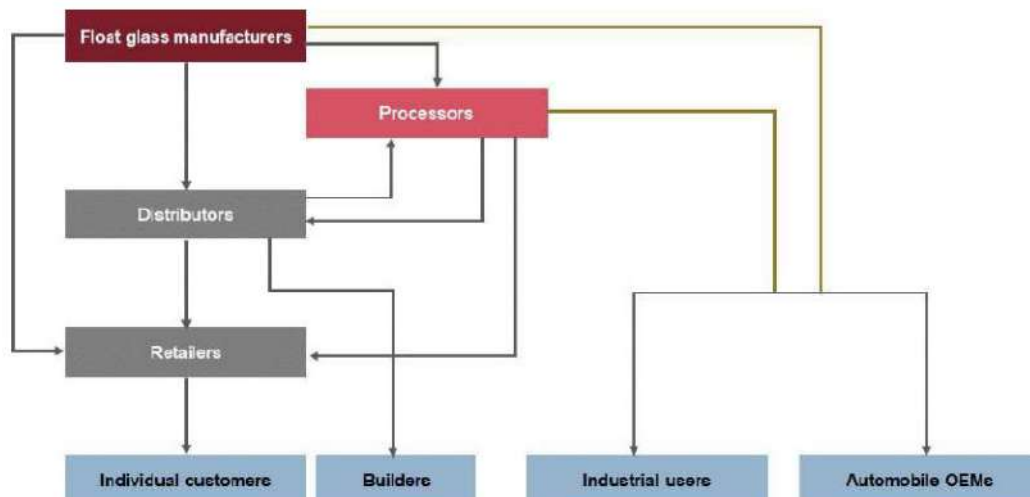 Float glass manufacturers
Processors
Distributors
Retailers
Individual customers
Builders
Industrial users
Automobile OEMs